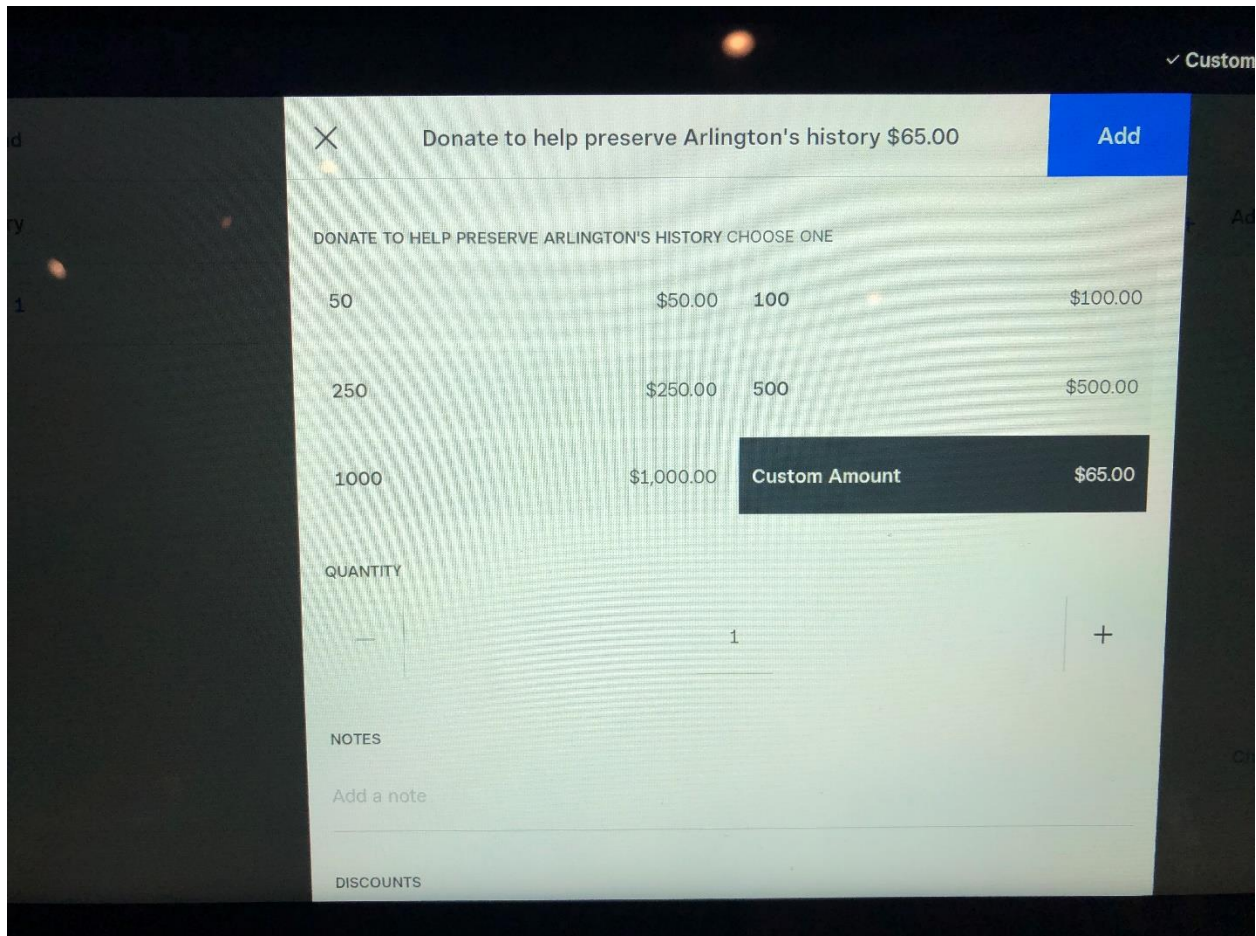 ✓ Custom
× Donate to help preserve Arlington's history $65.00 Add
DONATE TO HELP PRESERVE ARLINGTON'S HISTORY CHOOSE ONE
50 $50.00 100 $100.00
250 $250.00 500 $500.00
1000 $1,000.00 Custom Amount $65.00
QUANTITY
− 1 +
NOTES
Add a note
DISCOUNTS